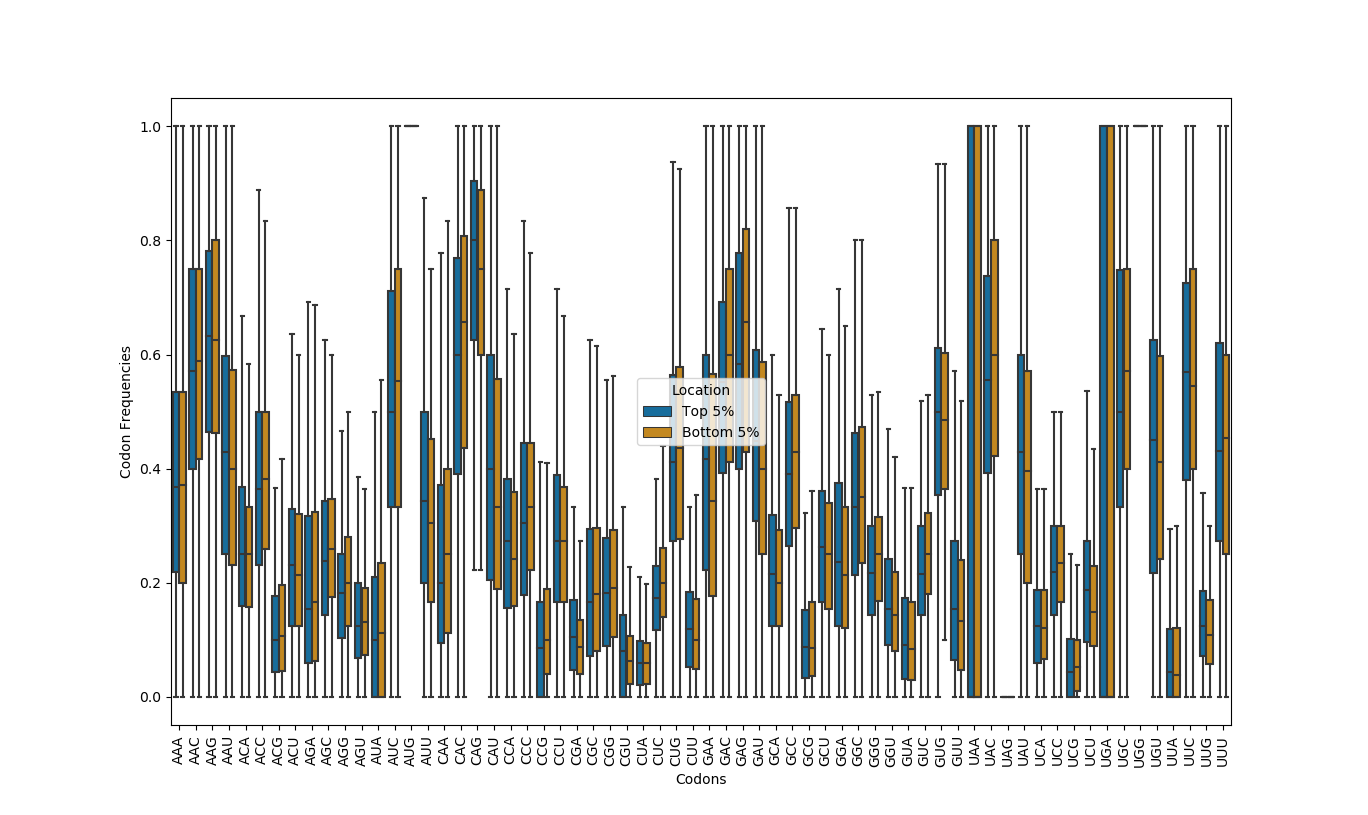 1.0
0.8
0.6
0.4
0.2
0.0
Codon Frequencies
Location
Top 5%
Bottom 5%
AAA AAC AAG AAU ACA ACC ACG ACU AGA AGC AGG AGU AUA AUC AUG AUU CAA CAC CAG CAU CCA CCC CCG CCU CGA CGC CGG CGU CUA CUC CUG CUU GAA GAC GAG GAU GCA GCC GCG GCU GGA GGC GGG GGU GUA GUC GUG GUU UAA UAC UAG UAU UCA UCC UCG UCU UGA UGC UGG UGU UUA UUC UUG UUU
Codons